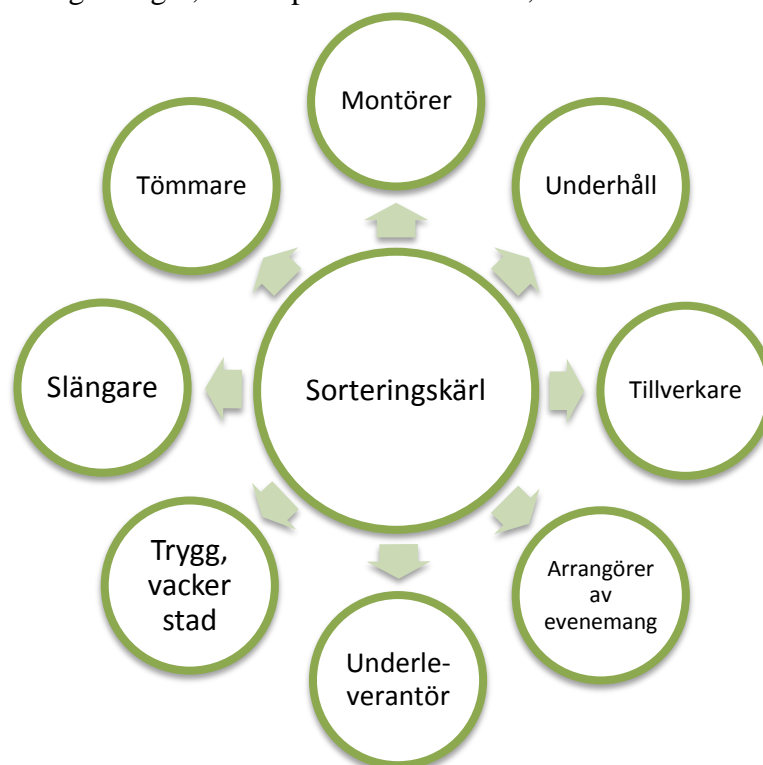 Montörer
Tömmare
Underhåll
Slängare
Sorteringskärl
Tillverkare
Trygg,
vacker
stad
Arrangörer
av
evenemang
Underle-
verantör